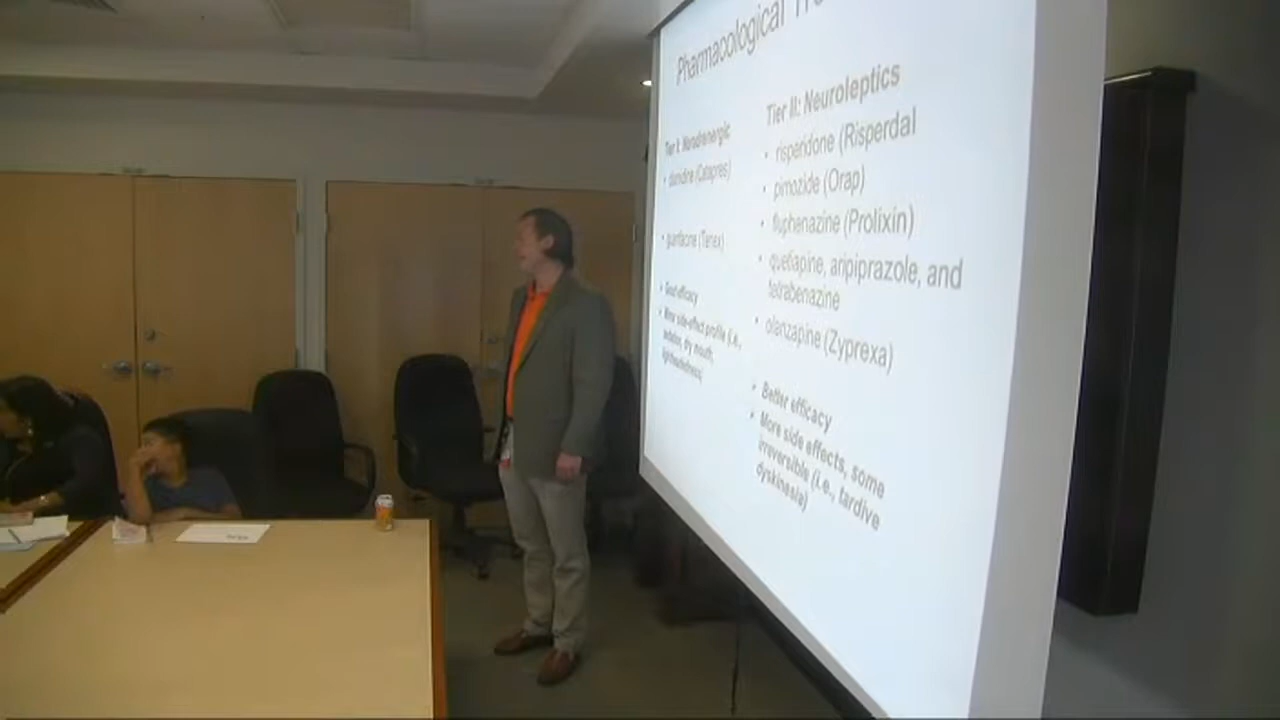 Pharmacological
Tier I: Noradrenergic
• clonidine (Catapres)
• guanfacine (Tenex)
• Good efficacy
• Minor side-effect profile (i.e.,
sedation, dry mouth,
lightheadedness)
Tier II: Neuroleptics
• risperidone (Risperdal
• pimozide (Orap)
• fluphenazine (Prolixin)
• quetiapine, aripiprazole, and
tetrabenazine
• olanzapine (Zyprexa)
• Better efficacy
• More side effects, some
irreversible (i.e., tardive
dyskinesia)